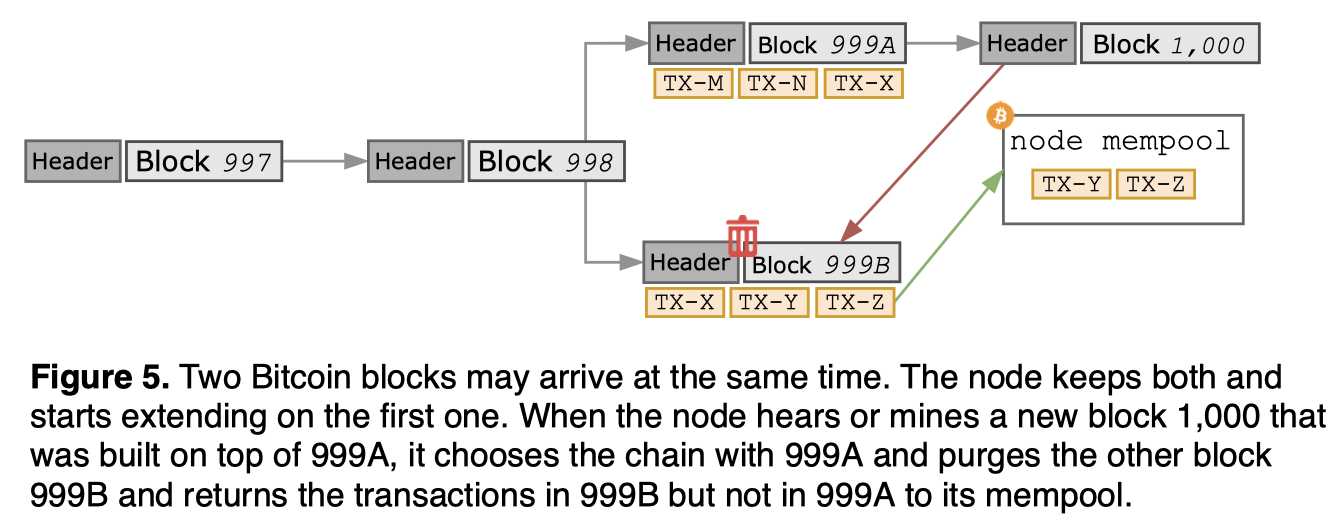 Header Block 999A
Header Block 1,000
TX-M TX-N TX-X
node mempool
Header Block 997
Header Block 998
TX-Y TX-Z
Header Block 999B
TX-X TX-Y TX-Z
Figure 5. Two Bitcoin blocks may arrive at the same time. The node keeps both and
starts extending on the first one. When the node hears or mines a new block 1,000 that
was built on top of 999A, it chooses the chain with 999A and purges the other block
999B and returns the transactions in 999B but not in 999A to its mempool.